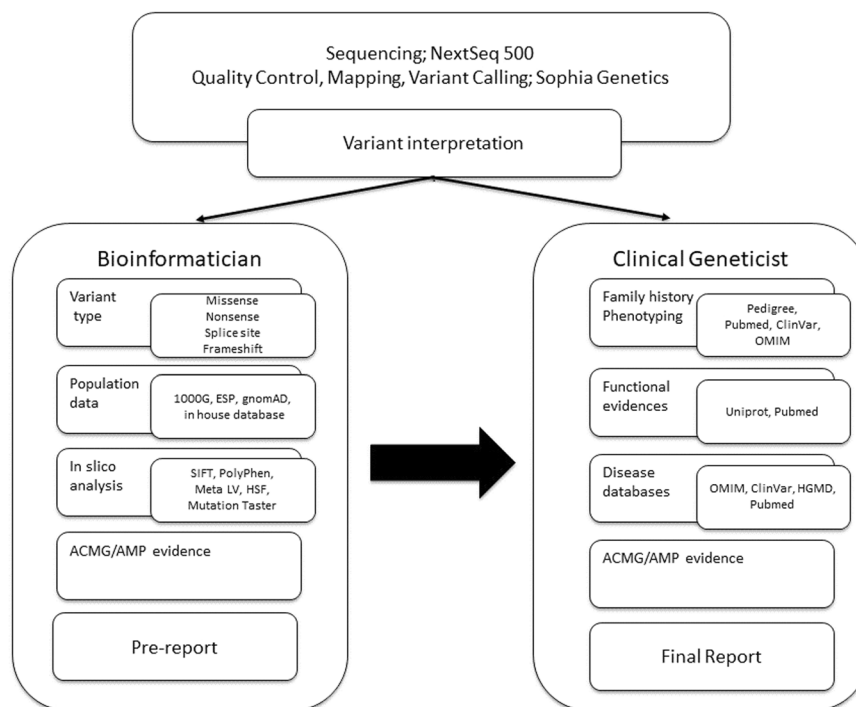 Sequencing; NextSeq 500
Quality Control, Mapping, Variant Calling; Sophia Genetics
Variant interpretation
Bioinformatician
Variant
type
Missense
Nonsense
Splice site
Frameshift
Population
data
1000G, ESP, gnomAD,
in house database
In slico
analysis
SIFT, PolyPhen,
Meta LV, HSF,
Mutation Taster
ACMG/AMP evidence
Pre-report
Clinical Geneticist
Family history
Phenotyping
Pedigree,
Pubmed, ClinVar,
OMIM
Functional
evidences
Uniprot, Pubmed
Disease
databases
OMIM, ClinVar, HGMD,
Pubmed
ACMG/AMP evidence
Final Report